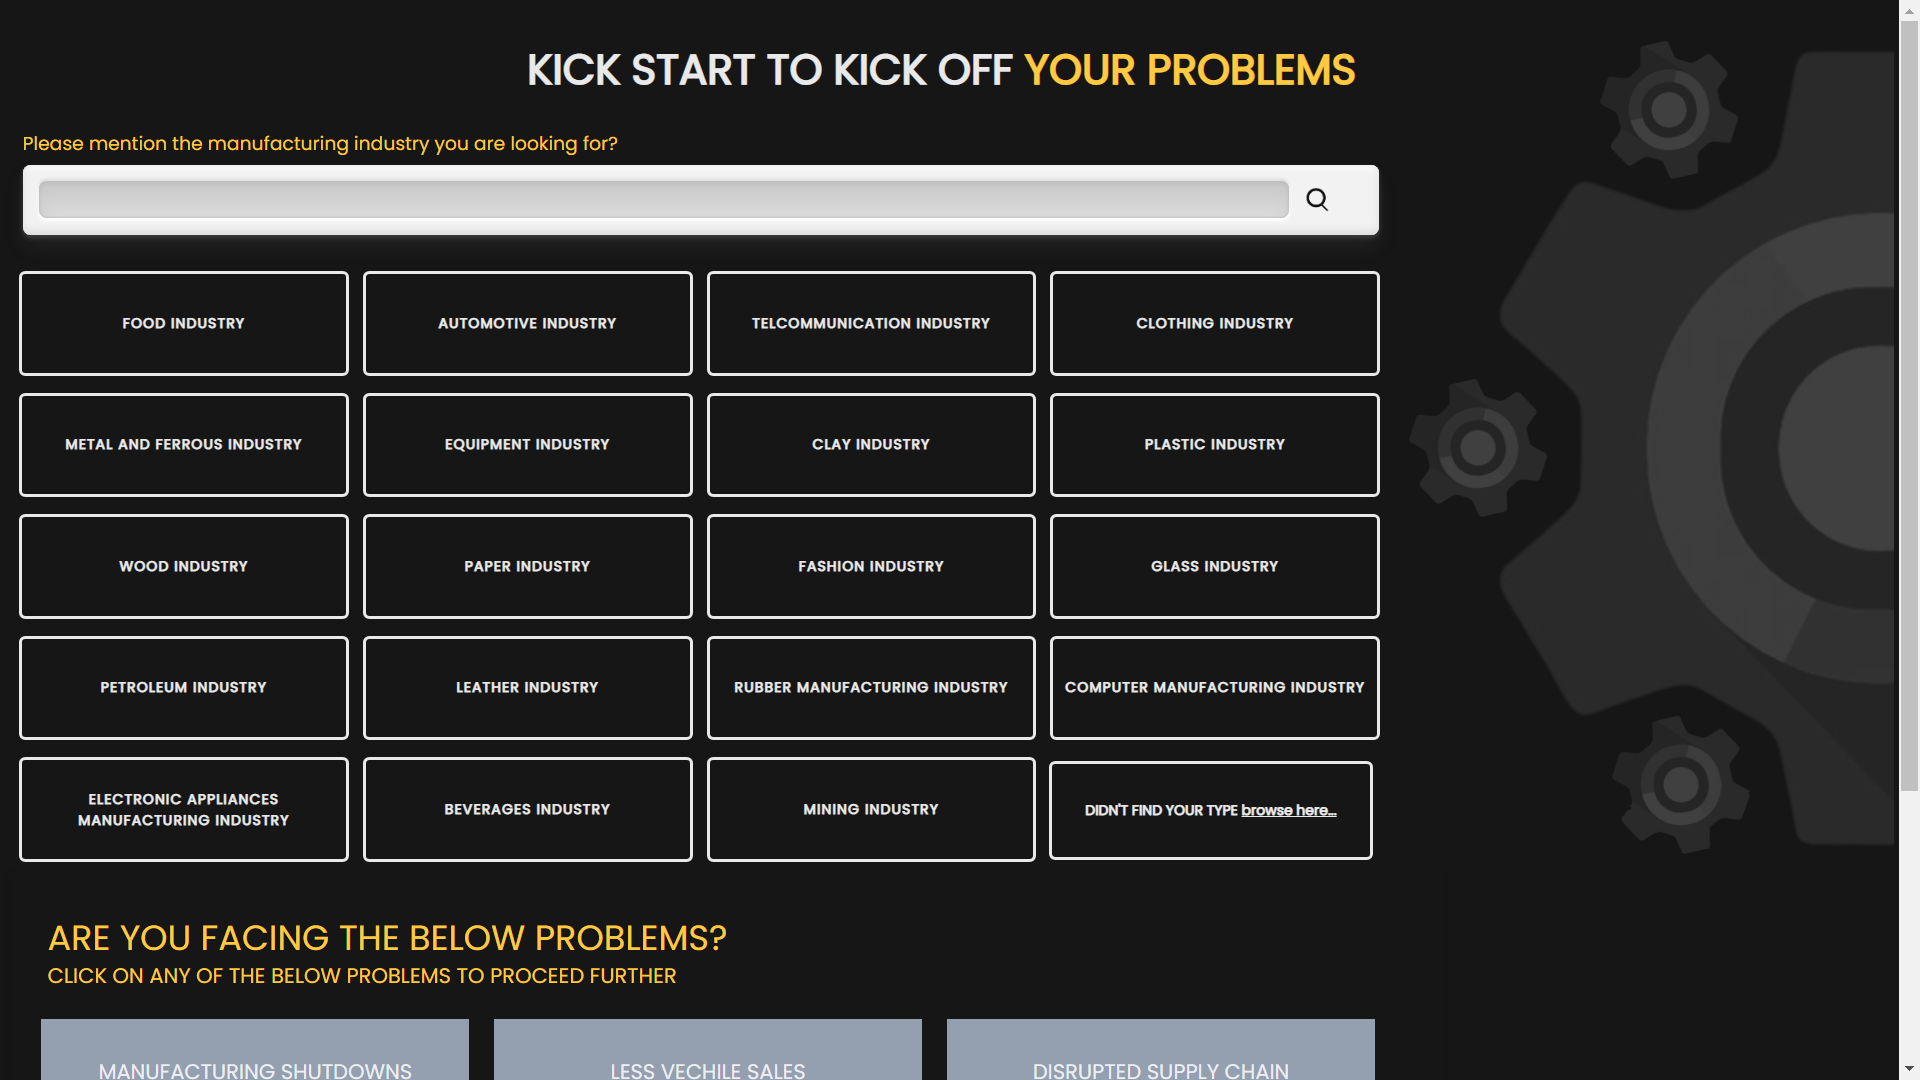 KICK START TO KICK OFF YOUR PROBLEMS
Please mention the manufacturing industry you are looking for?
FOOD INDUSTRY
AUTOMOTIVE INDUSTRY
TELCOMMUNICATION INDUSTRY
CLOTHING INDUSTRY
METAL AND FERROUS INDUSTRY
EQUIPMENT INDUSTRY
CLAY INDUSTRY
PLASTIC INDUSTRY
WOOD INDUSTRY
PAPER INDUSTRY
FASHION INDUSTRY
GLASS INDUSTRY
PETROLEUM INDUSTRY
LEATHER INDUSTRY
RUBBER MANUFACTURING INDUSTRY
COMPUTER MANUFACTURING INDUSTRY
ELECTRONIC APPLIANCES
MANUFACTURING INDUSTRY
BEVERAGES INDUSTRY
MINING INDUSTRY
DIDN'T FIND YOUR TYPE browse here...
ARE YOU FACING THE BELOW PROBLEMS?
CLICK ON ANY OF THE BELOW PROBLEMS TO PROCEED FURTHER
MANUFACTURING SHUTDOWNS
LESS VECHILE SALES
DISRUPTED SUPPLY CHAIN